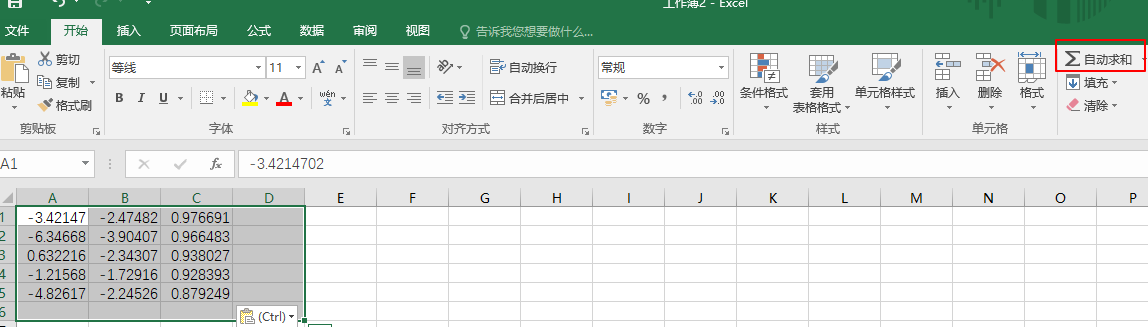 工作簿2 - Excel
文件 开始 插入 页面布局 公式 数据 审阅 视图 告诉我您想要做什么...
剪切 等线 11 A A 自动换行 常规 自动求和
粘贴 复制 条件格式 套用 单元格样式 插入 删除 格式 填充
格式刷 B I U A wén 文 合并后居中 % , .0 .00 .00 .0 表格格式 清除
剪贴板 字体 对齐方式 数字 样式 单元格
A1 fx -3.4214702
A B C D E F G H I J K L M N O P
1 -3.42147 -2.47482 0.976691
2 -6.34668 -3.90407 0.966483
3 0.632216 -2.34307 0.938027
4 -1.21568 -1.72916 0.928393
5 -4.82617 -2.24526 0.879249
6
(Ctrl)